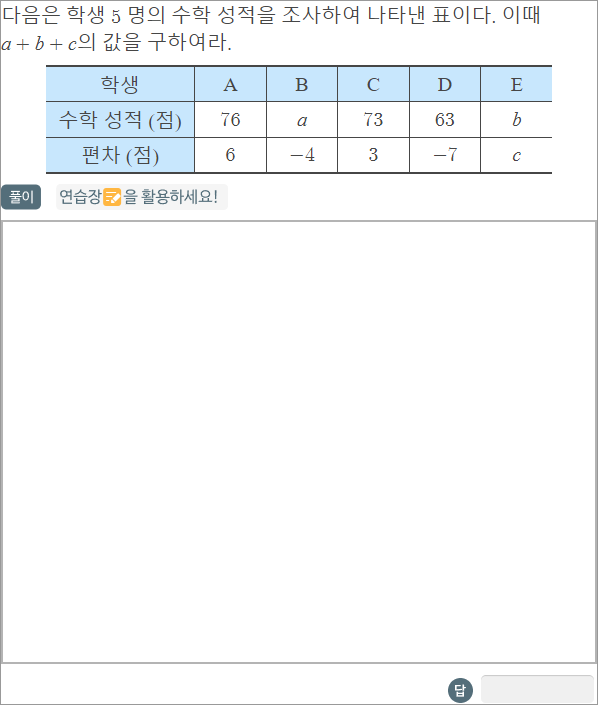 다음은 학생 5 명의 수학 성적을 조사하여 나타낸 표이다. 이때
a + b + c의 값을 구하여라.
학생 A B C D E
수학 성적 (점) 76 a 73 63 b
편차 (점) 6 −4 3 −7 c
풀이 연습장을 활용하세요!
답